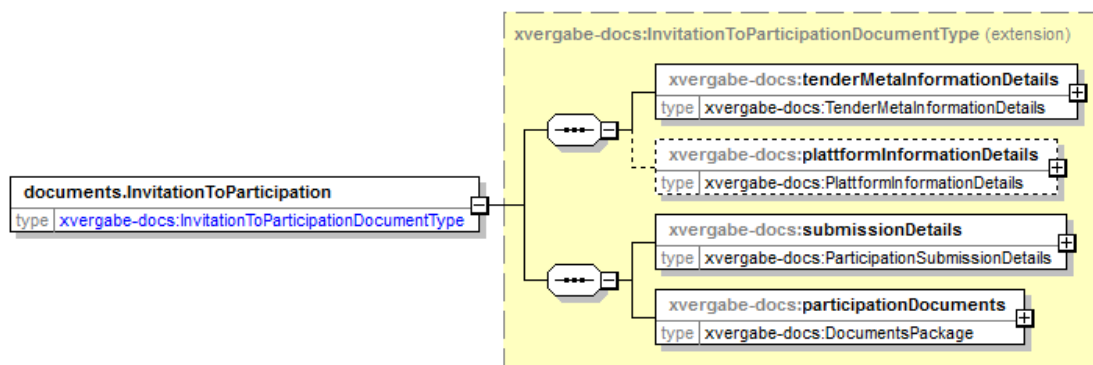 xvergabe-docs:InvitationToParticipationDocumentType (extension)
xvergabe-docs:tenderMetaInformationDetails
type xvergabe-docs:TenderMetaInformationDetails
xvergabe-docs:plattformInformationDetails
type xvergabe-docs:PlattformInformationDetails
documents.InvitationToParticipation
type xvergabe-docs:InvitationToParticipationDocumentType
xvergabe-docs:submissionDetails
type xvergabe-docs:ParticipationSubmissionDetails
xvergabe-docs:participationDocuments
type xvergabe-docs:DocumentsPackage